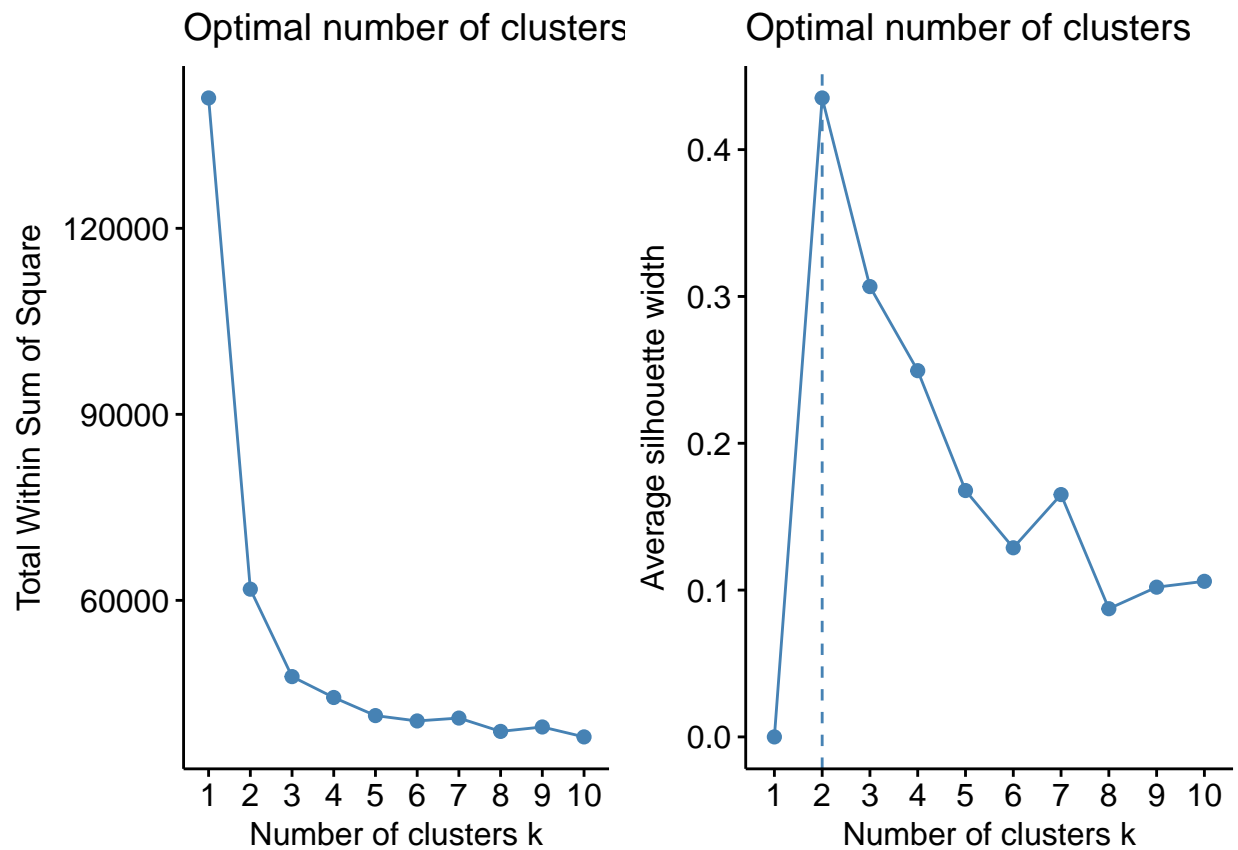 Optimal number of clusters
Total Within Sum of Square
120000
90000
60000
1 2 3 4 5 6 7 8 9 10
Number of clusters k
Optimal number of clusters
Average silhouette width
0.4
0.3
0.2
0.1
0.0
1 2 3 4 5 6 7 8 9 10
Number of clusters k